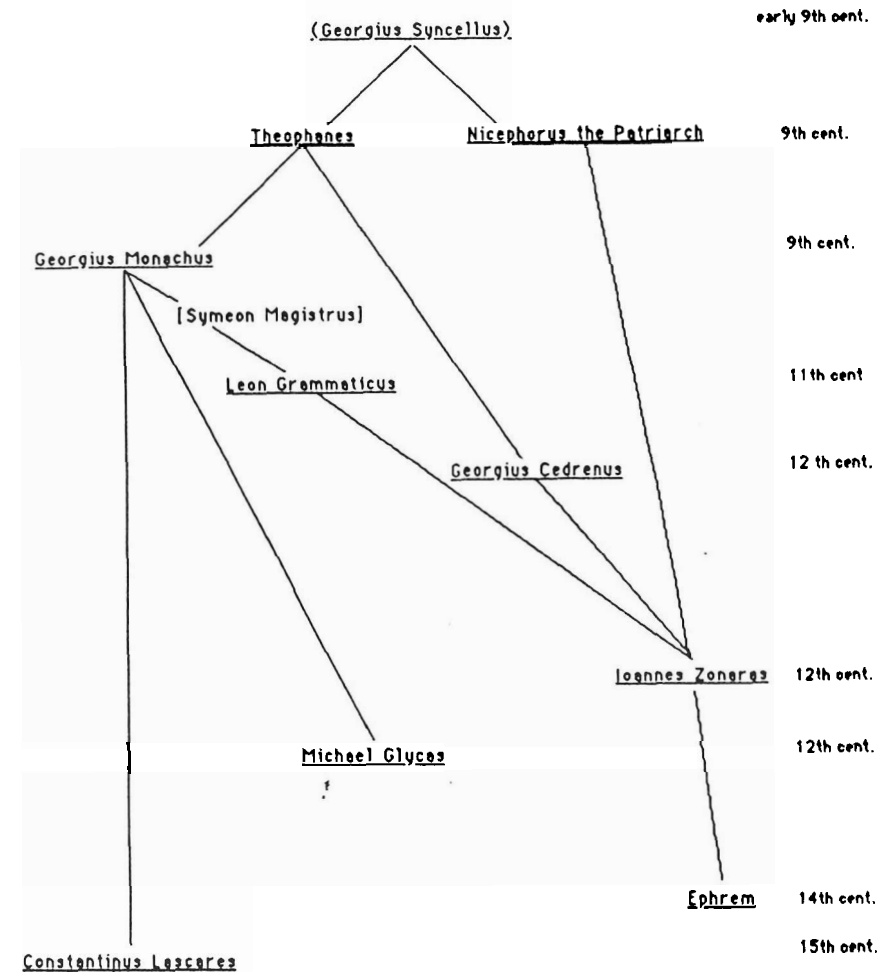 early 9th cent.
(Georgius Syncellus)
Theophanes Nicephorus the Patriarch 9th cent.
9th cent.
Georgius Monachus
[Symeon Magistrus]
Leon Grammaticus 11th cent
Georgius Cedrenus 12 th cent.
Ioannes Zonaras 12th cent.
Michael Glycas 12th cent.
Ephrem 14th cent.
15th cent.
Constantinus Lascares